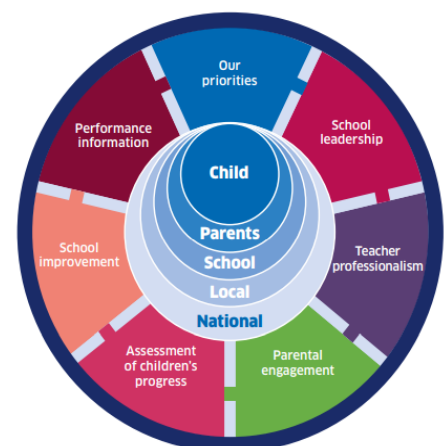 Our
priorities
School
leadership
Teacher
professionalism
Parental
engagement
Assessment
of children's
progress
School
improvement
Performance
information
Child
Parents
School
Local
National